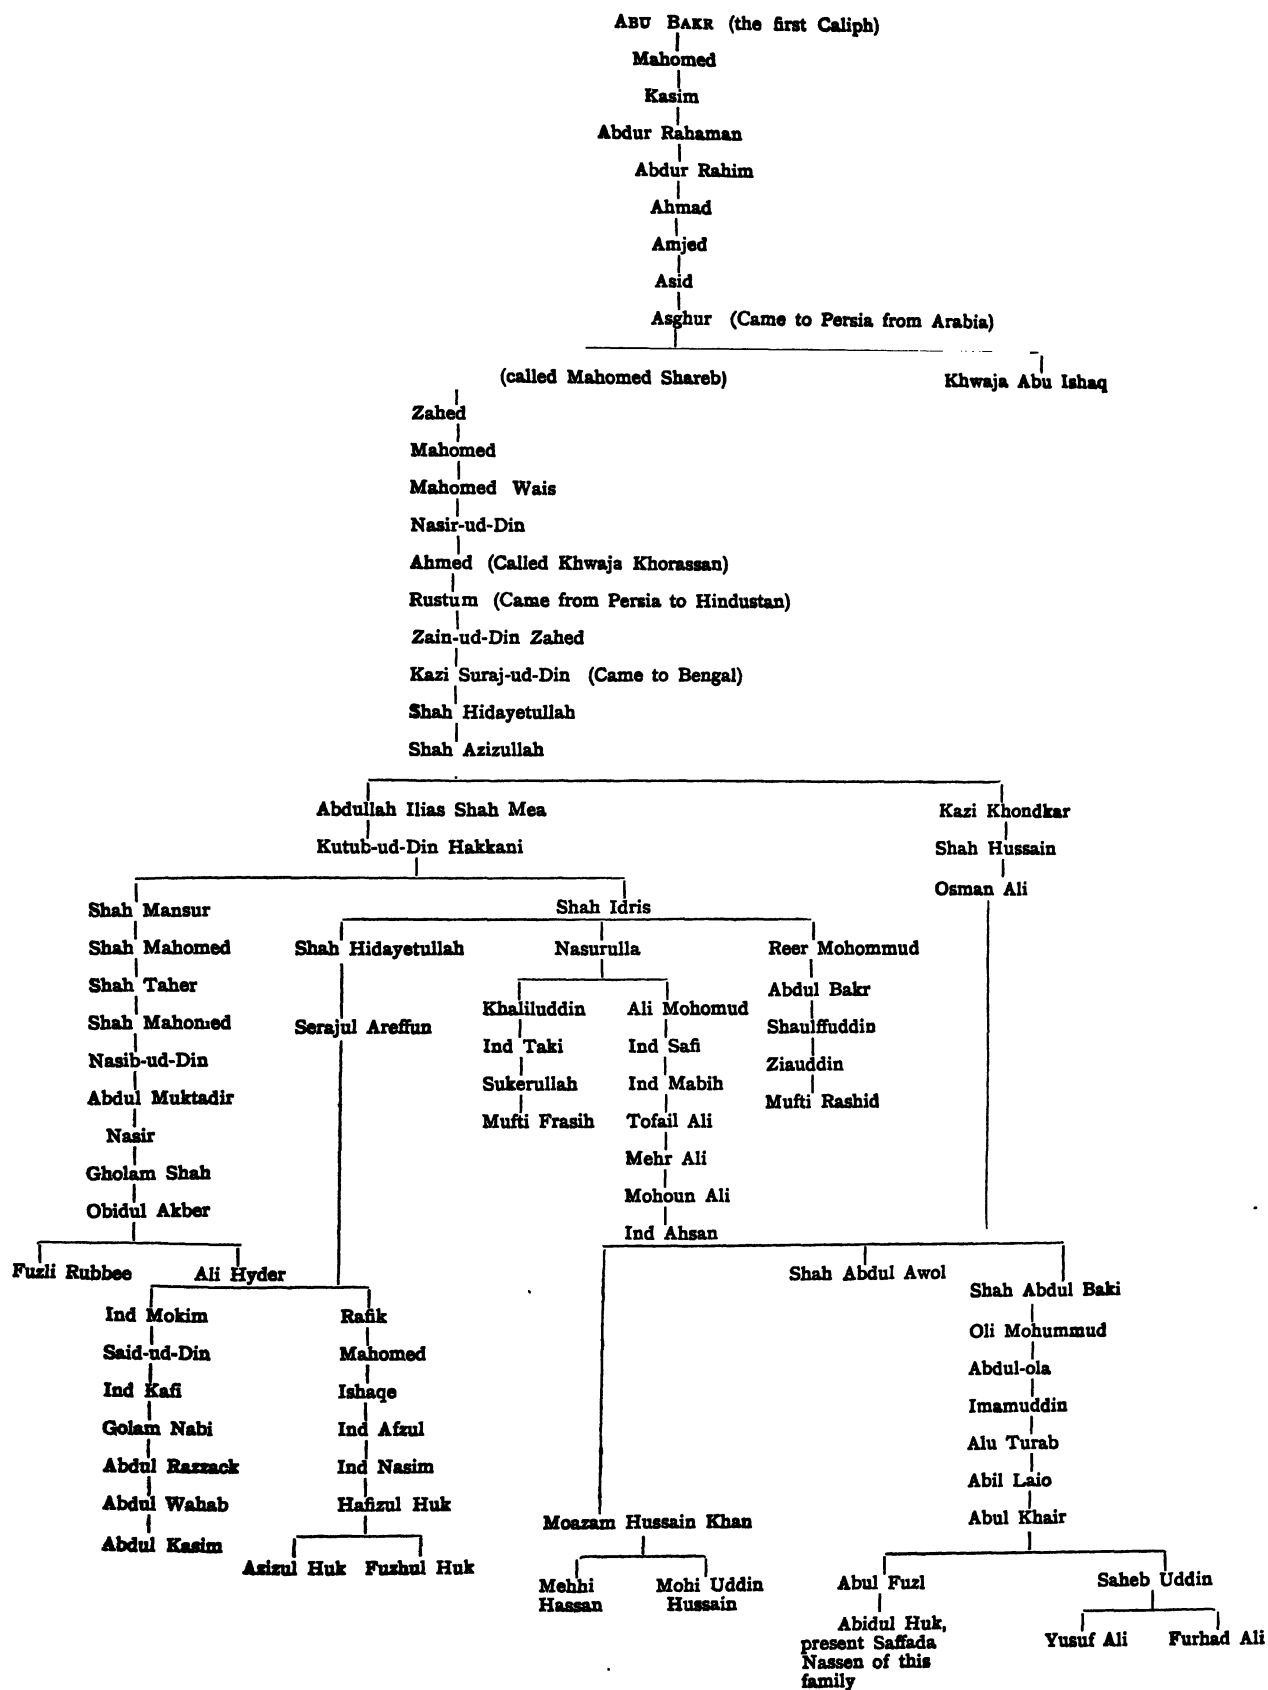 ABU BAKR (the first Caliph)
Mahomed
Kasim
Abdur Rahaman
Abdur Rahim
Ahmad
Amjed
Asid
Asghur (Came to Persia from Arabia)
(called Mahomed Shareb)
Khwaja Abu Ishaq
Zahed
Mahomed
Mahomed Wais
Nasir-ud-Din
Ahmed (Called Khwaja Khorassan)
Rustum (Came from Persia to Hindustan)
Zain-ud-Din Zahed
Kazi Suraj-ud-Din (Came to Bengal)
Shah Hidayetullah
Shah Azizullah
Abdullah Ilias Shah Mea
Kutub-ud-Din Hakkani
Kazi Khondkar
Shah Hussain
Osman Ali
Shah Mansur
Shah Mahomed
Shah Taher
Shah Mahomed
Nasib-ud-Din
Abdul Muktadir
Nasir
Gholam Shah
Obidul Akber
Fuzli Rubbee
Ali Hyder
Shah Idris
Shah Hidayetullah
Serajul Areffun
Nasurulla
Khaliluddin
Ind Taki
Sukerullah
Mufti Frasih
Ali Mohomud
Ind Safi
Ind Mabih
Tofail Ali
Mehr Ali
Mohoun Ali
Ind Ahsan
Reer Mohommud
Abdul Bakr
Shaulffuddin
Ziauddin
Mufti Rashid
Ind Mokim
Said-ud-Din
Ind Kafi
Golam Nabi
Abdul Razzack
Abdul Wahab
Abdul Kasim
Rafik
Mahomed
Ishaqe
Ind Afzul
Ind Nasim
Hafizul Huk
Azizul Huk
Fuzhul Huk
Shah Abdul Awol
Shah Abdul Baki
Oli Mohummud
Abdul-ola
Imamuddin
Alu Turab
Abil Laio
Abul Khair
Moazam Hussain Khan
Mehhi
Hassan
Mohi Uddin
Hussain
Abul Fuzl
Abidul Huk,
present Saffada
Nassen of this
family
Saheb Uddin
Yusuf Ali
Furhad Ali